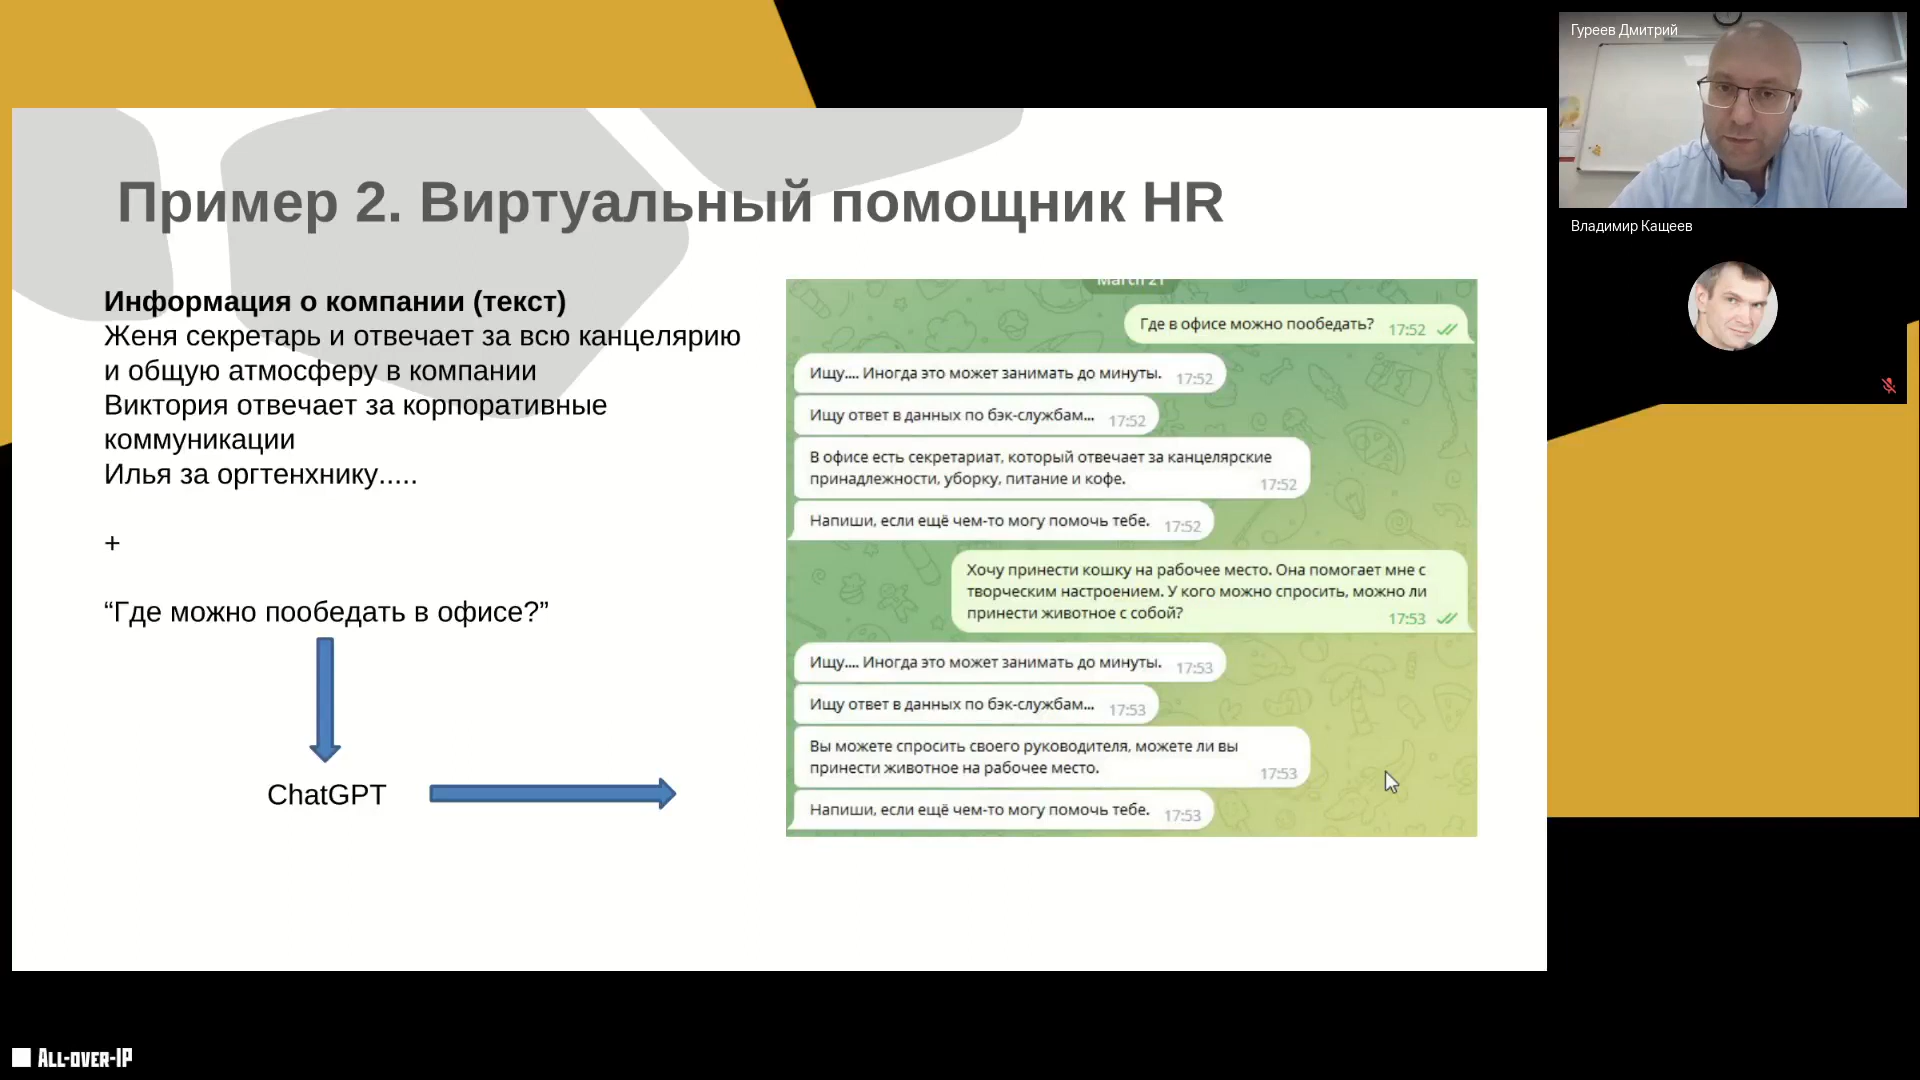 Гуреев Дмитрий
Владимир Кащеев
Пример 2. Виртуальный помощник HR
Информация о компании (текст)
Женя секретарь и отвечает за всю канцелярию
и общую атмосферу в компании
Виктория отвечает за корпоративные
коммуникации
Илья за оргтенхнику.....
+
“Где можно пообедать в офисе?”
ChatGPT
March 21
Где в офисе можно пообедать? 17:52
Ищу.... Иногда это может занимать до минуты. 17:52
Ищу ответ в данных по бэк-службам... 17:52
В офисе есть секретариат, который отвечает за канцелярские
принадлежности, уборку, питание и кофе. 17:52
Напиши, если ещё чем-то могу помочь тебе. 17:52
Хочу принести кошку на рабочее место. Она помогает мне с
творческим настроением. У кого можно спросить, можно ли
принести животное с собой? 17:53
Ищу.... Иногда это может занимать до минуты. 17:53
Ищу ответ в данных по бэк-службам... 17:53
Вы можете спросить своего руководителя, можете ли вы
принести животное на рабочее место. 17:53
Напиши, если ещё чем-то могу помочь тебе. 17:53
ALL-OVER-IP